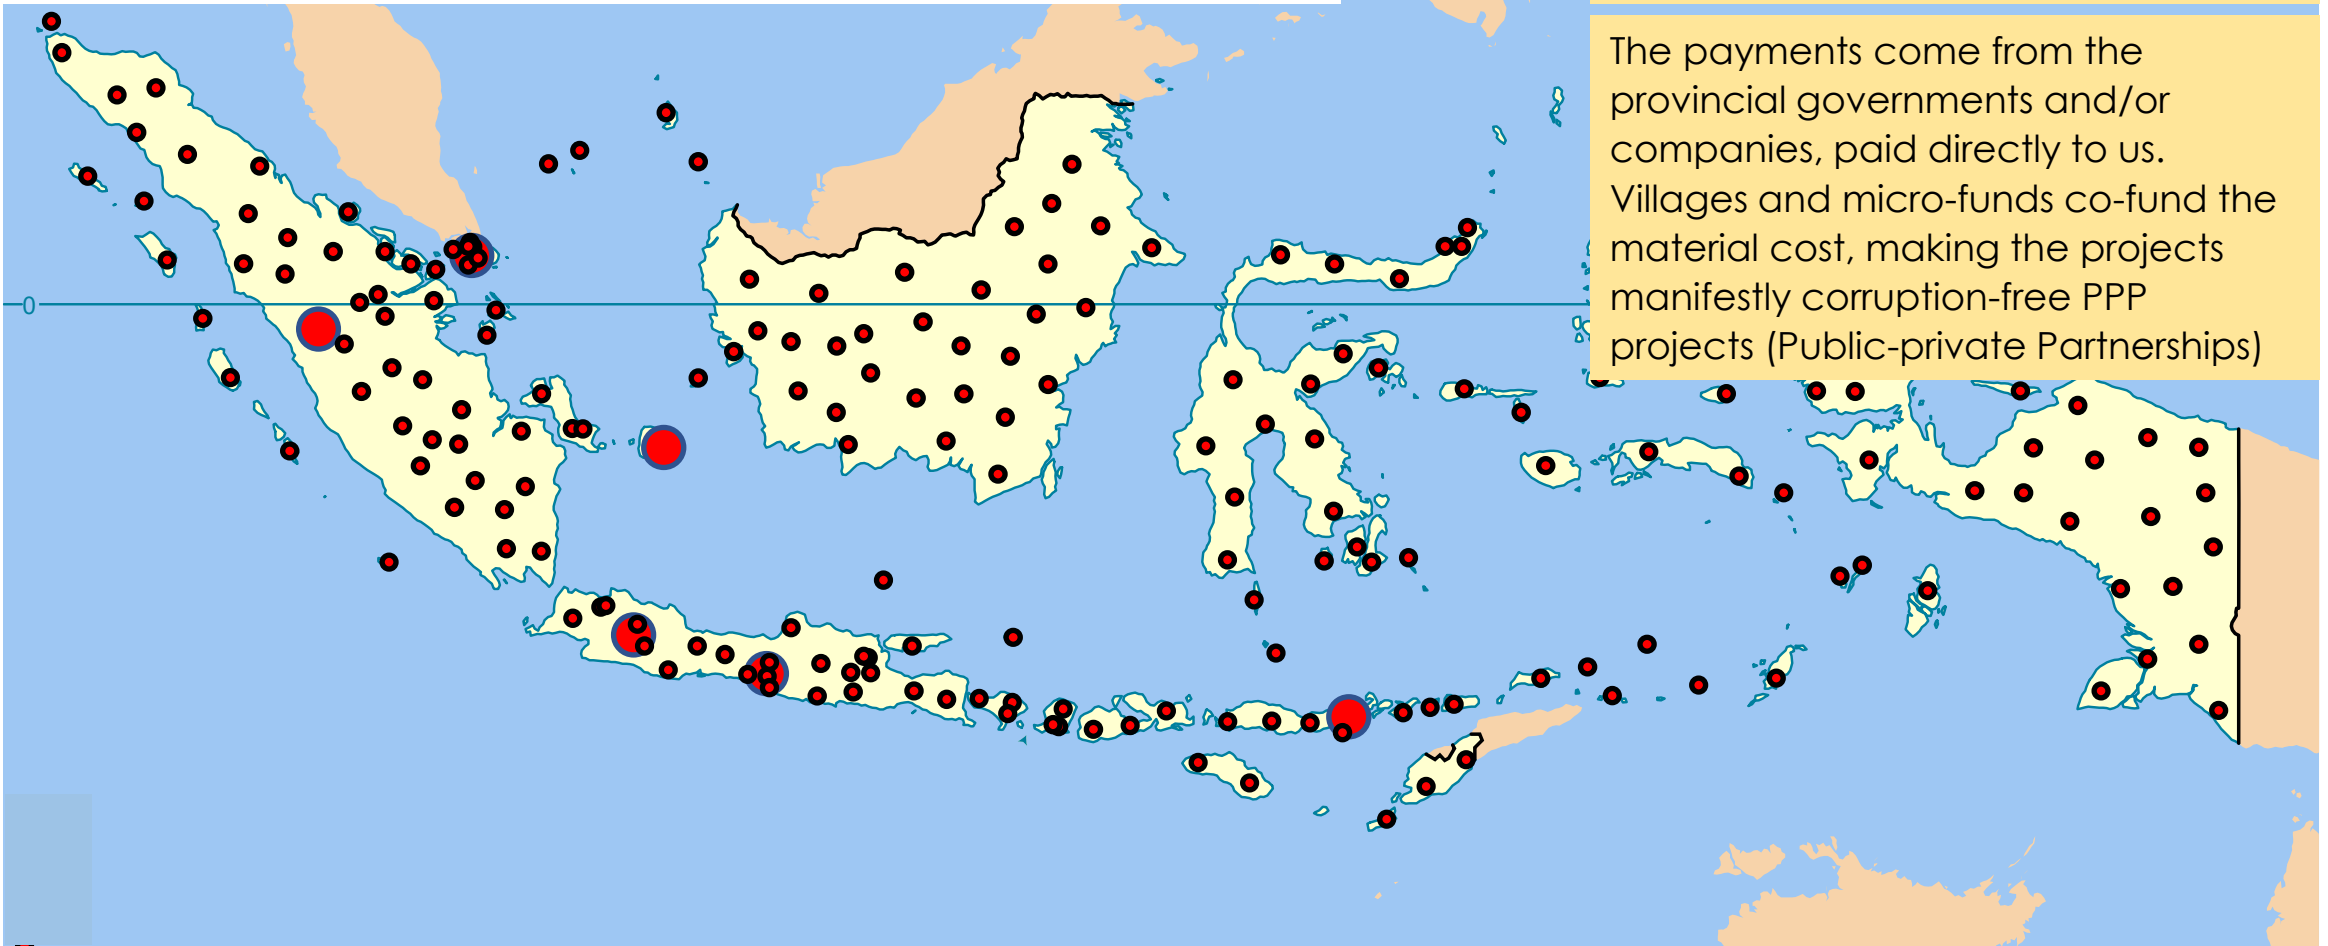 The payments come from the
provincial governments and/or
companies, paid directly to us.
Villages and micro-funds co-fund the
material cost, making the projects
manifestly corruption-free PPP
projects (Public-private Partnerships)
0